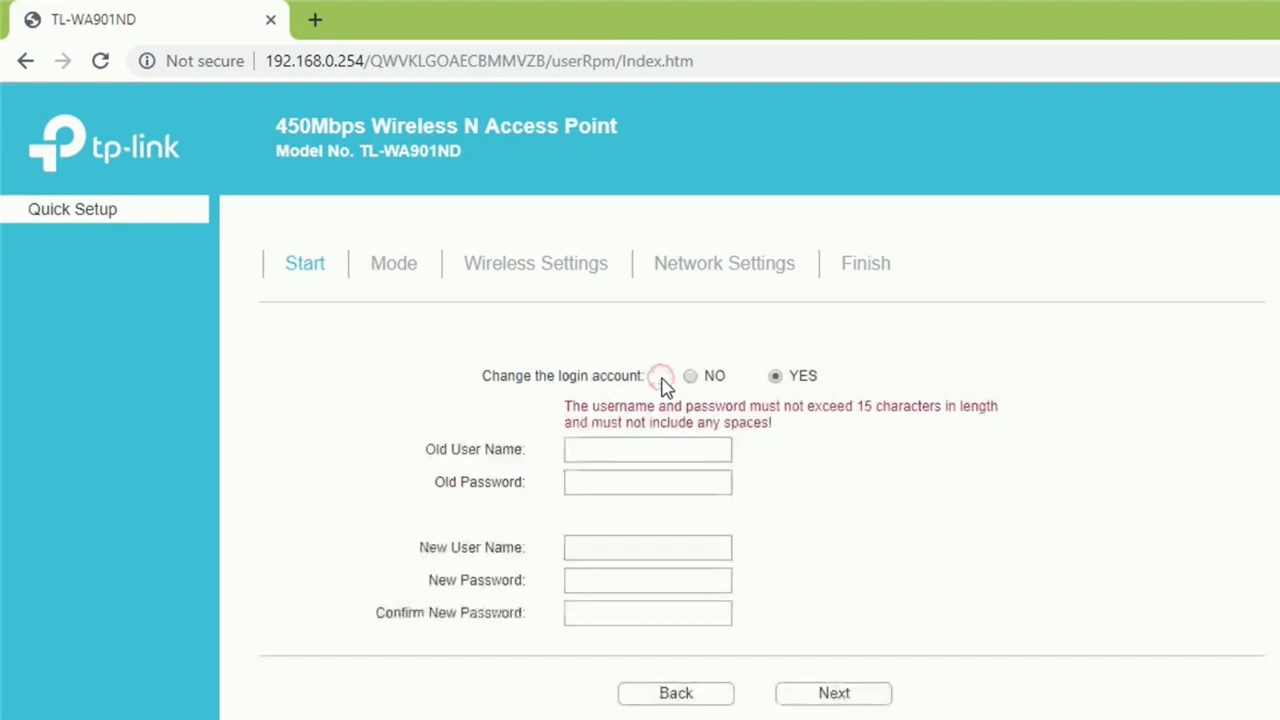 TL-WA901ND
Not secure 192.168.0.254/QWVKLGOAECBMMVZB/userRpm/Index.htm
tp-link
450Mbps Wireless N Access Point
Model No. TL-WA901ND
Quick Setup
Start Mode Wireless Settings Network Settings Finish
Change the login account: NO YES
The username and password must not exceed 15 characters in length
and must not include any spaces!
Old User Name:
Old Password:
New User Name:
New Password:
Confirm New Password:
Back Next